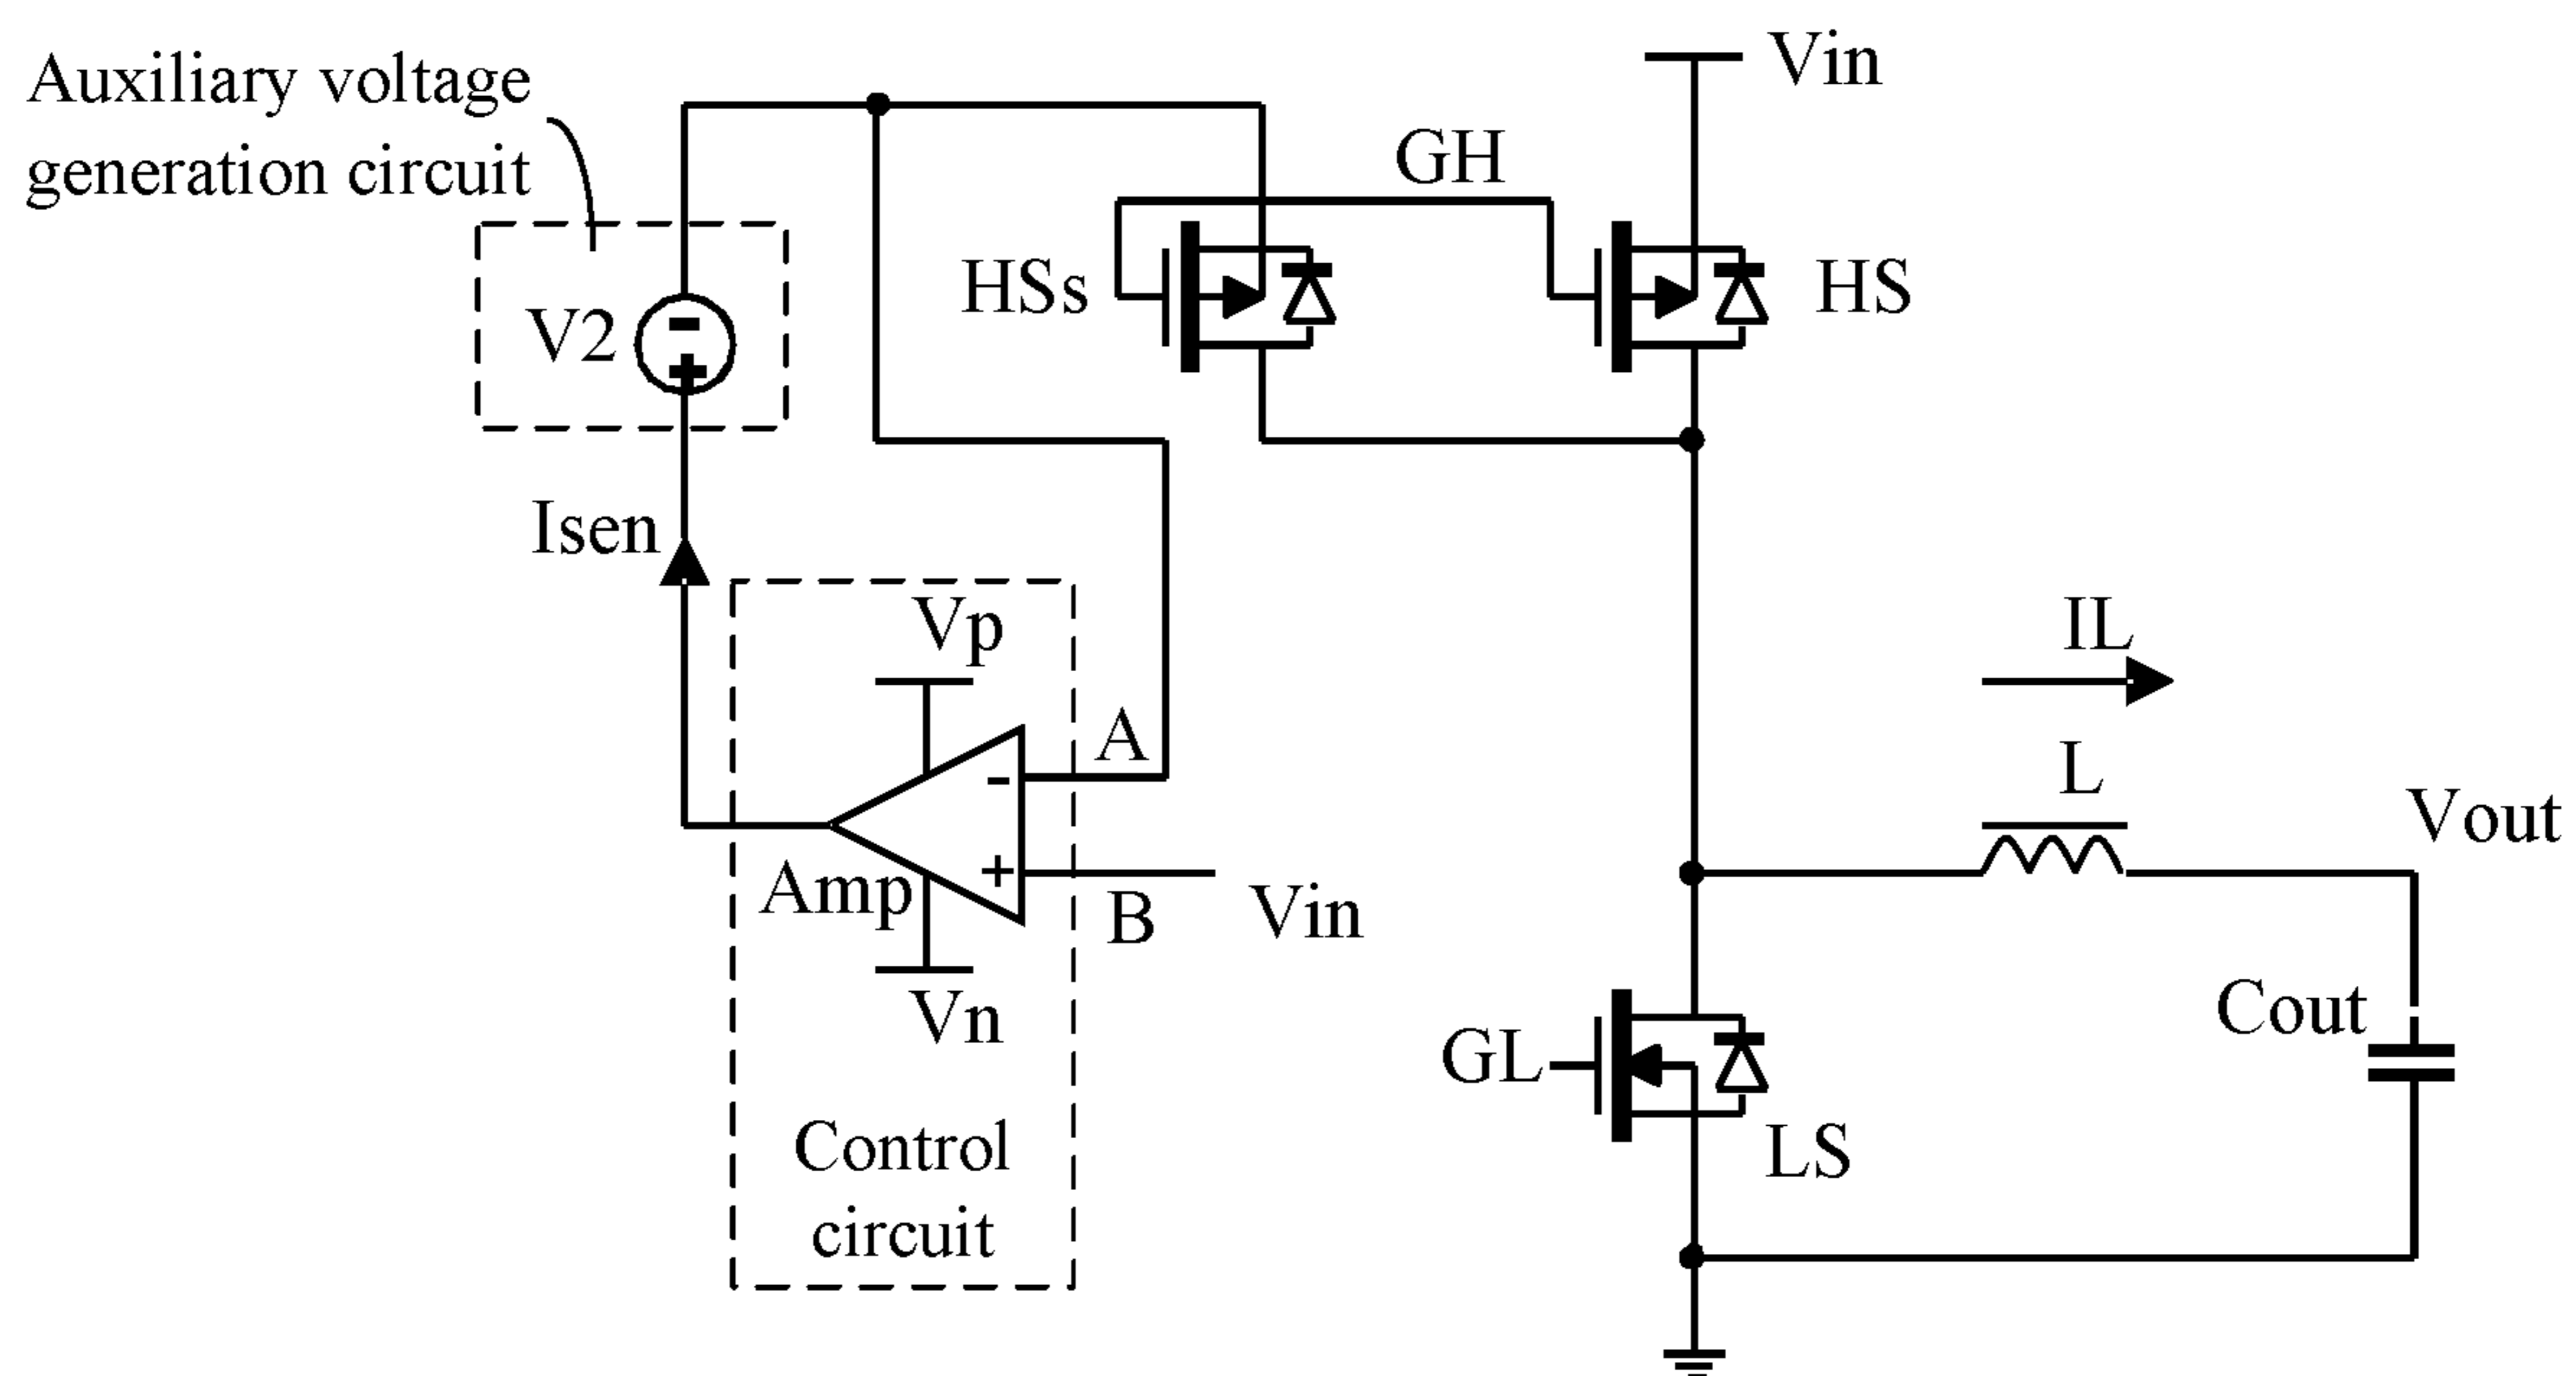 Auxiliary voltage
generation circuit
Vin
GH
HSs
HS
V2
Isen
Vp
IL
A
L
Vout
Amp
B
Vin
Vn
Cout
GL
LS
Control
circuit